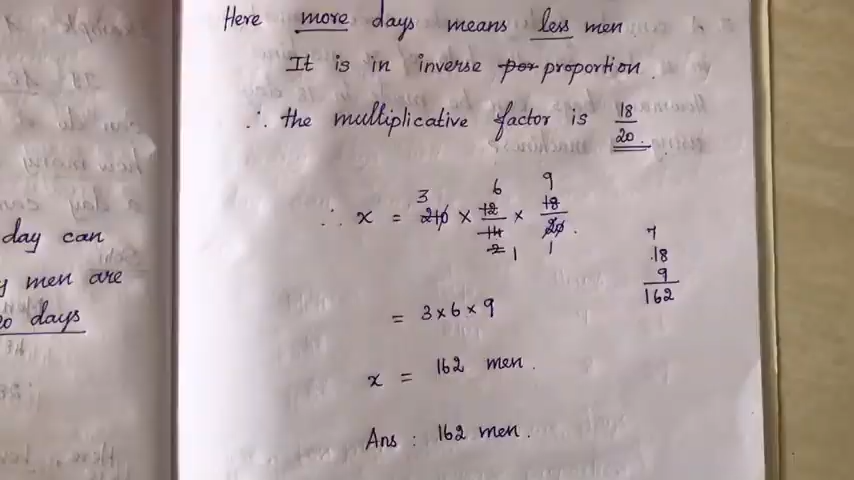 Here more days means less men
It is in inverse por proportion.
∴ the multiplicative factor is 18/20.
3 6 9
∴ x = 210 × 12/14 × 18/20.
2 1 1
= 3 × 6 × 9
x = 162 men.
Ans : 162 men.
7
18
9
162
day can
men are
20 days